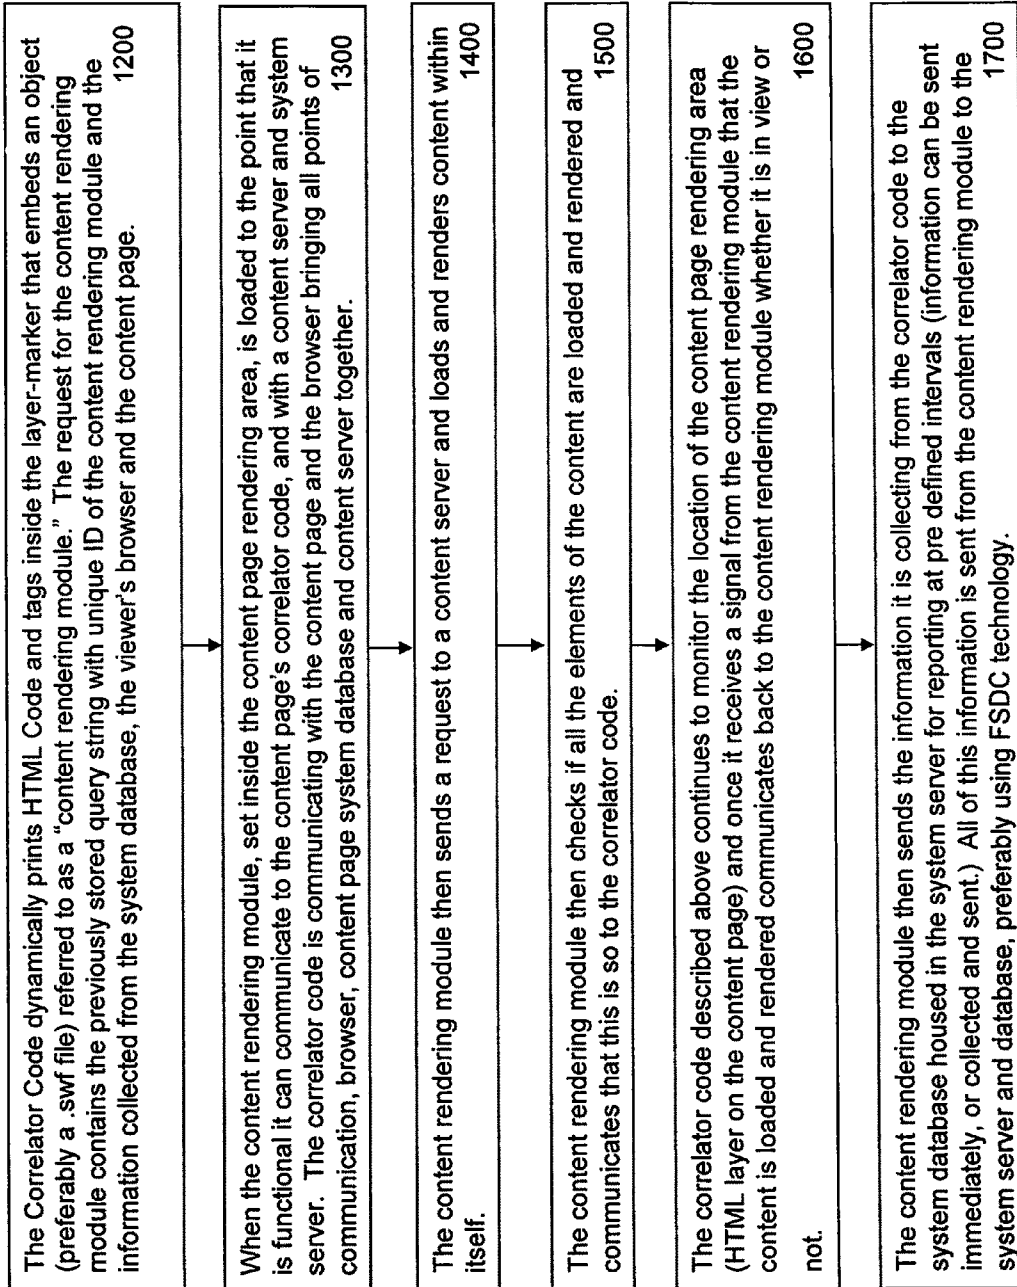 The Correlator Code dynamically prints HTML Code and tags inside the layer-marker that embeds an object
(preferably a .swf file) referred to as a “content rendering module.” The request for the content rendering
module contains the previously stored query string with unique ID of the content rendering module and the
information collected from the system database, the viewer's browser and the content page. 1200
When the content rendering module, set inside the content page rendering area, is loaded to the point that it
is functional it can communicate to the content page's correlator code, and with a content server and system
server. The correlator code is communicating with the content page and the browser bringing all points of
communication, browser, content page system database and content server together. 1300
The content rendering module then sends a request to a content server and loads and renders content within
itself. 1400
The content rendering module then checks if all the elements of the content are loaded and rendered and
communicates that this is so to the correlator code. 1500
The correlator code described above continues to monitor the location of the content page rendering area
(HTML layer on the content page) and once it receives a signal from the content rendering module that the
content is loaded and rendered communicates back to the content rendering module whether it is in view or
not. 1600
The content rendering module then sends the information it is collecting from the correlator code to the
system database housed in the system server for reporting at pre defined intervals (information can be sent
immediately, or collected and sent.) All of this information is sent from the content rendering module to the
system server and database, preferably using FSDC technology. 1700